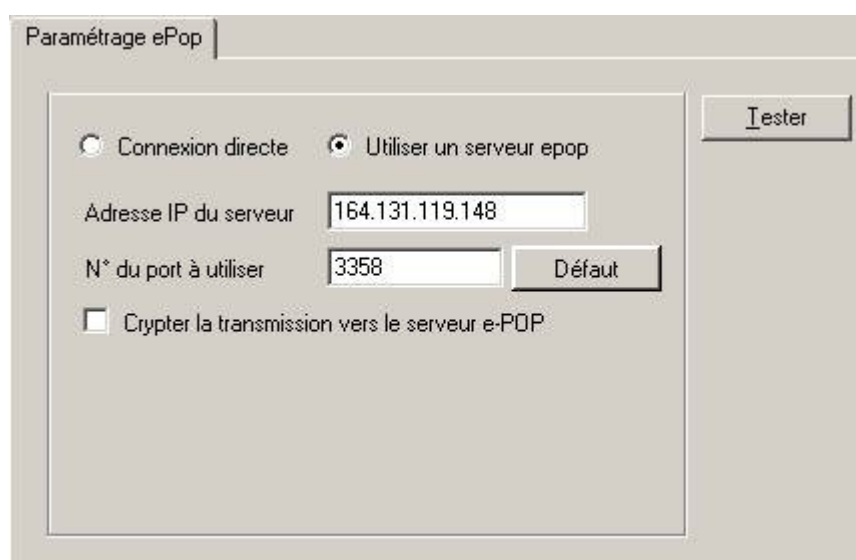 Paramétrage ePop
Tester
Connexion directe Utiliser un serveur epop
Adresse IP du serveur 164.131.119.148
N° du port à utiliser 3358 Défaut
Crypter la transmission vers le serveur e-POP